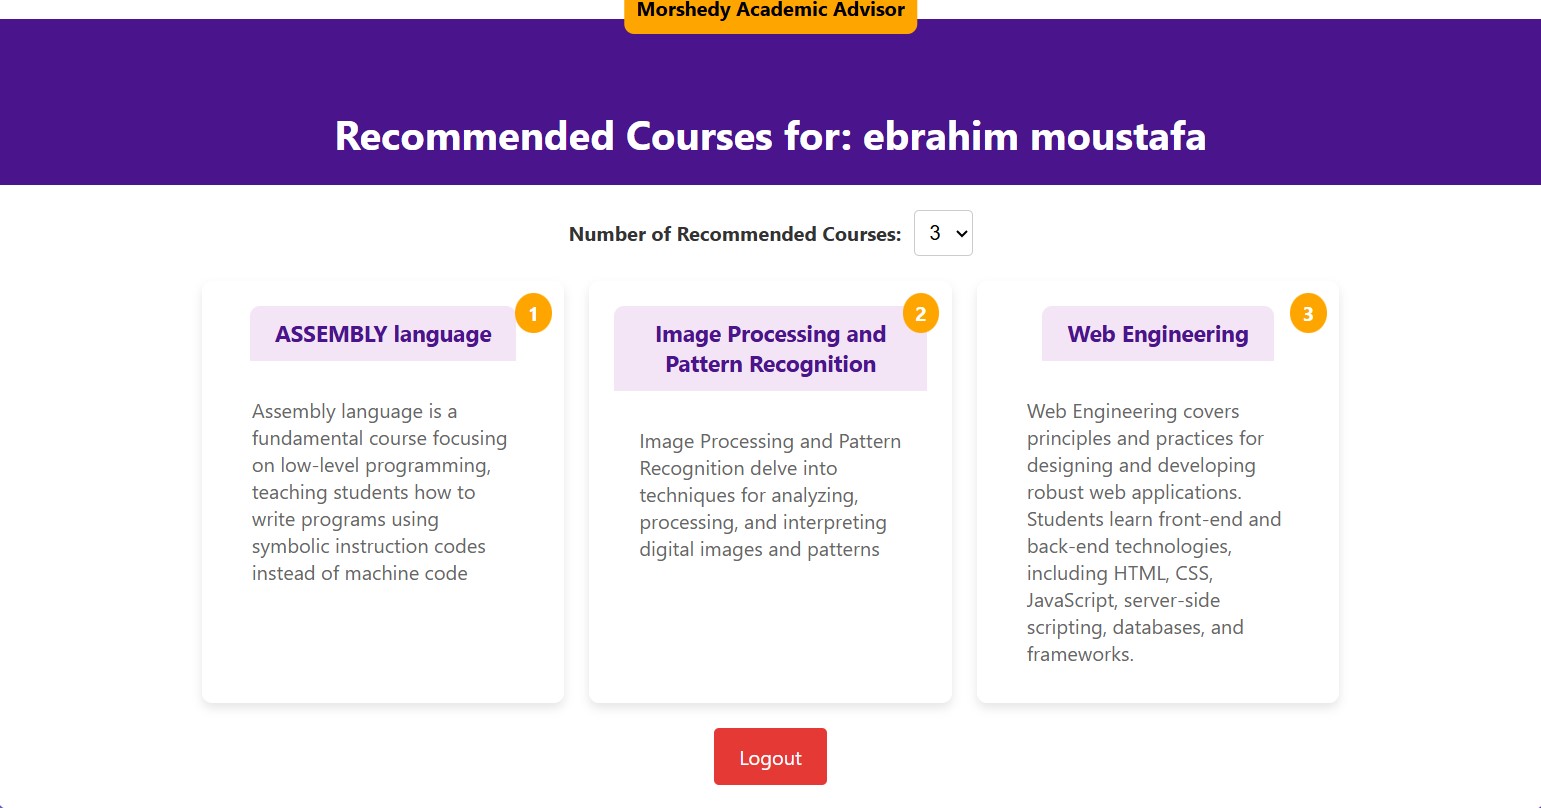 Morshedy Academic Advisor
Recommended Courses for: ebrahim moustafa
Number of Recommended Courses: 3
ASSEMBLY language
1
Assembly language is a
fundamental course focusing
on low-level programming,
teaching students how to
write programs using
symbolic instruction codes
instead of machine code
Image Processing and
Pattern Recognition
2
Image Processing and Pattern
Recognition delve into
techniques for analyzing,
processing, and interpreting
digital images and patterns
Web Engineering
3
Web Engineering covers
principles and practices for
designing and developing
robust web applications.
Students learn front-end and
back-end technologies,
including HTML, CSS,
JavaScript, server-side
scripting, databases, and
frameworks.
Logout